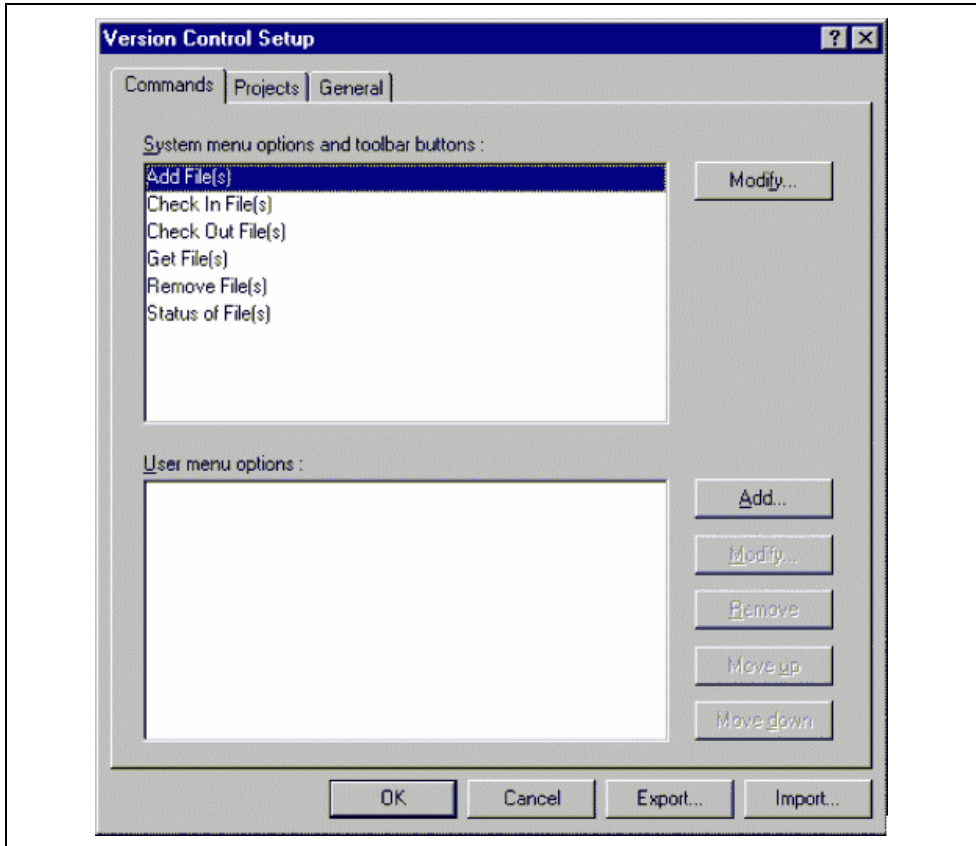 Version Control Setup
Commands Projects General
System menu options and toolbar buttons :
Add File(s)
Check In File(s)
Check Out File(s)
Get File(s)
Remove File(s)
Status of File(s)
Modify...
User menu options :
Add...
Modify...
Remove
Move up
Move down
OK Cancel Export... Import...